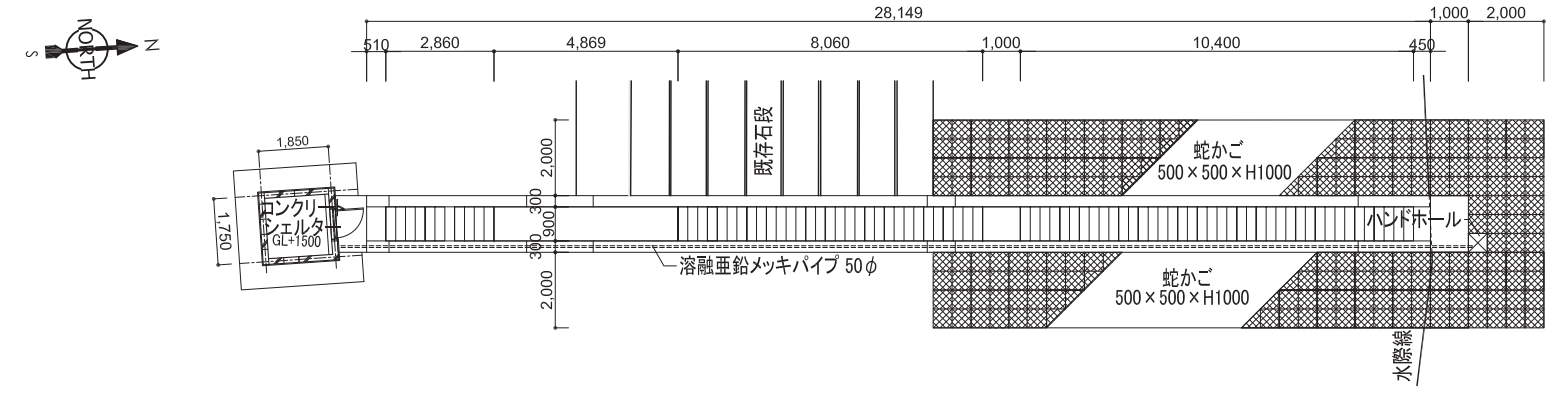 28,149
1,000
2,000
510
2,860
4,869
8,060
1,000
10,400
450
NORTH
S
N
1,850
1,750
コンクリート
シェルター
GL+1500
2,000
300
900
300
2,000
既存石段
蛇かご
500×500×H1000
ハンドホール
溶融亜鉛メッキパイプ 50φ
蛇かご
500×500×H1000
水際線